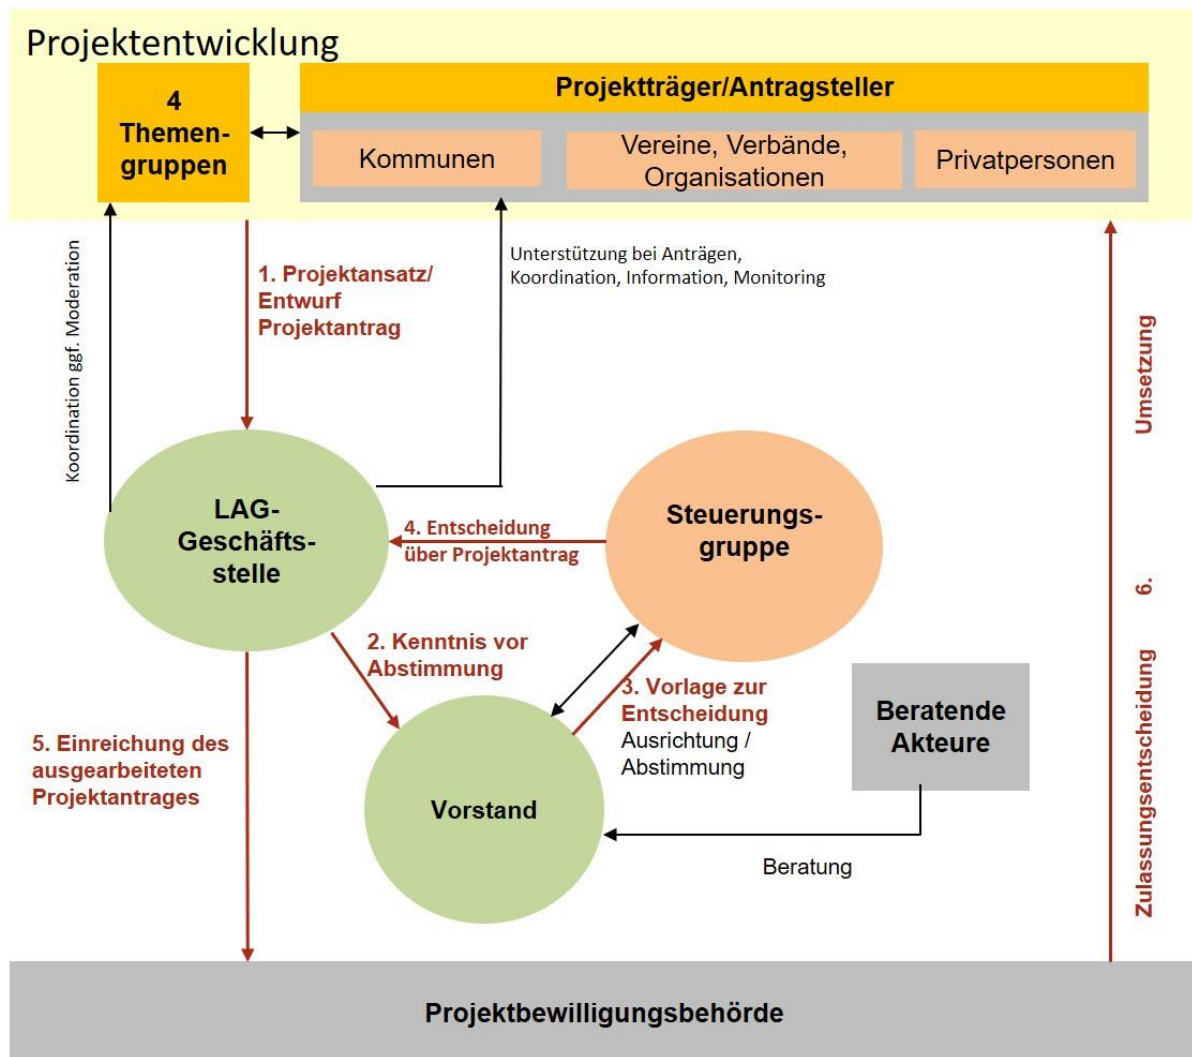 Projektentwicklung
4
Themen-
gruppen
Projektträger/Antragsteller
Kommunen
Vereine, Verbände,
Organisationen
Privatpersonen
Koordination ggf. Moderation
1. Projektansatz/
Entwurf
Projektantrag
Unterstützung bei Anträgen,
Koordination, Information, Monitoring
LAG-
Geschäfts-
stelle
4. Entscheidung
über Projektantrag
Steuerungs-
gruppe
2. Kenntnis vor
Abstimmung
3. Vorlage zur
Entscheidung
Ausrichtung /
Abstimmung
Beratende
Akteure
5. Einreichung des
ausgearbeiteten
Projektantrages
Vorstand
Beratung
Zulassungsentscheidung 6. Umsetzung
Projektbewilligungsbehörde